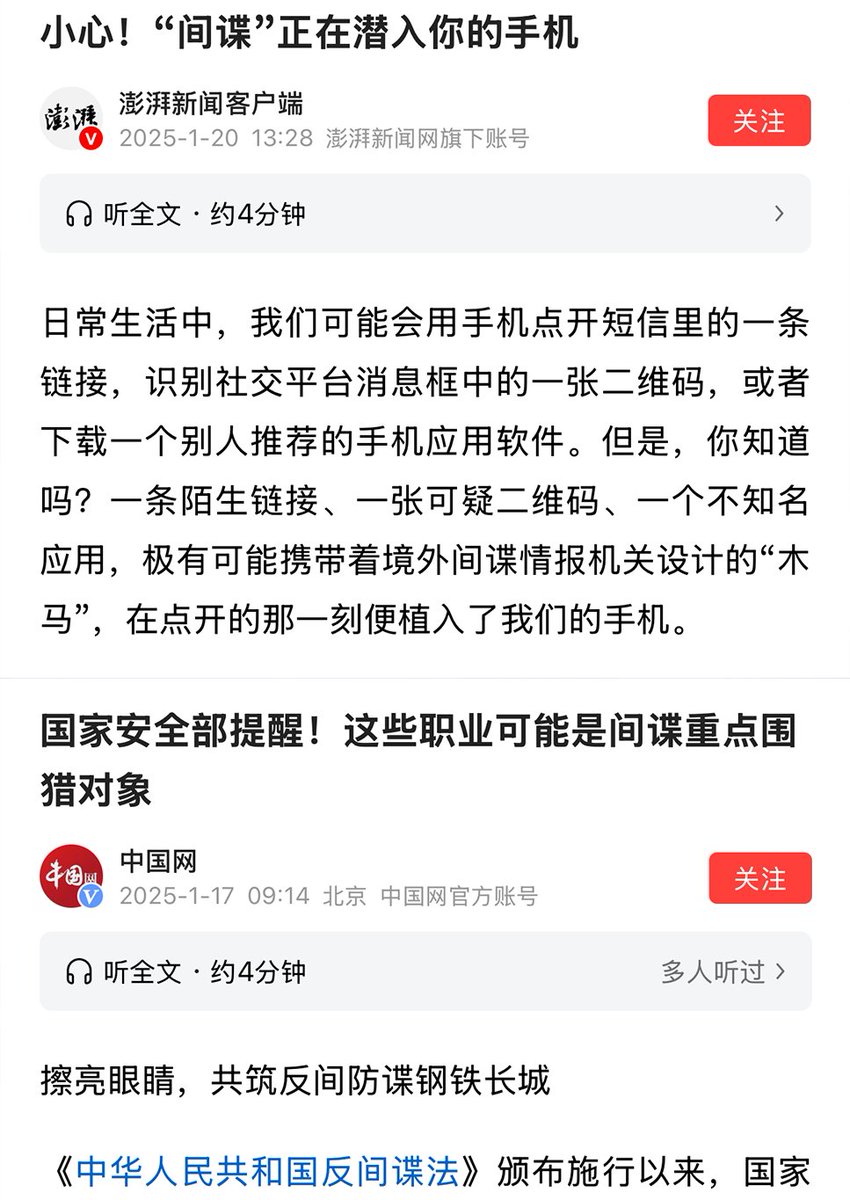 小心！“间谍”正在潜入你的手机
澎湃
澎湃新闻客户端
V
2025-1-20 13:28 澎湃新闻网旗下账号
关注
听全文 · 约4分钟
日常生活中，我们可能会用手机点开短信里的一条
链接，识别社交平台消息框中的一张二维码，或者
下载一个别人推荐的手机应用软件。但是，你知道
吗？一条陌生链接、一张可疑二维码、一个不知名
应用，极有可能携带着境外间谍情报机关设计的“木
马”，在点开的那一刻便植入了我们的手机。
国家安全部提醒！这些职业可能是间谍重点围
猎对象
中国网
中国网
V
2025-1-17 09:14 北京 中国网官方账号
关注
听全文 · 约4分钟
多人听过
擦亮眼睛，共筑反间防谍钢铁长城
《中华人民共和国反间谍法》颁布施行以来，国家